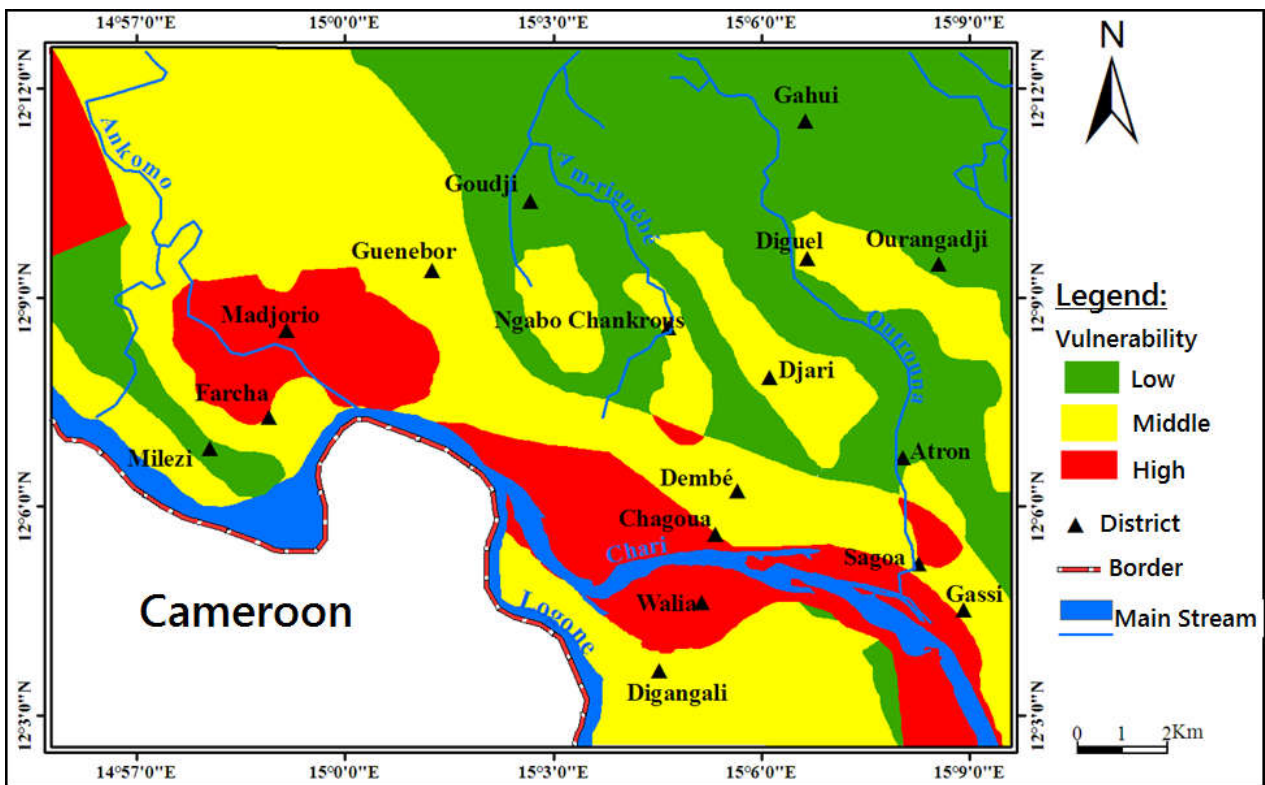 14°57'0"E 15°0'0"E 15°3'0"E 15°6'0"E 15°9'0"E
12°12'0"N
12°12'0"N
N
Gahui
Ankomo
Goudji
Am-riguébé
Diguel
Ourangadji
Guenebor
12°9'0"N
12°9'0"N
Legend:
Madjorio
Ngabo Chankrous
Outrouna
Vulnerability
Low
Djari
Farcha
Middle
Milezi
Atron
High
Dembé
12°6'0"N
12°6'0"N
Chagoua
District
Chari
Sagoa
Border
Cameroon
Logone
Walia
Gassi
Main Stream
Digangali
12°3'0"N
12°3'0"N
0 1 2Km
14°57'0"E 15°0'0"E 15°3'0"E 15°6'0"E 15°9'0"E